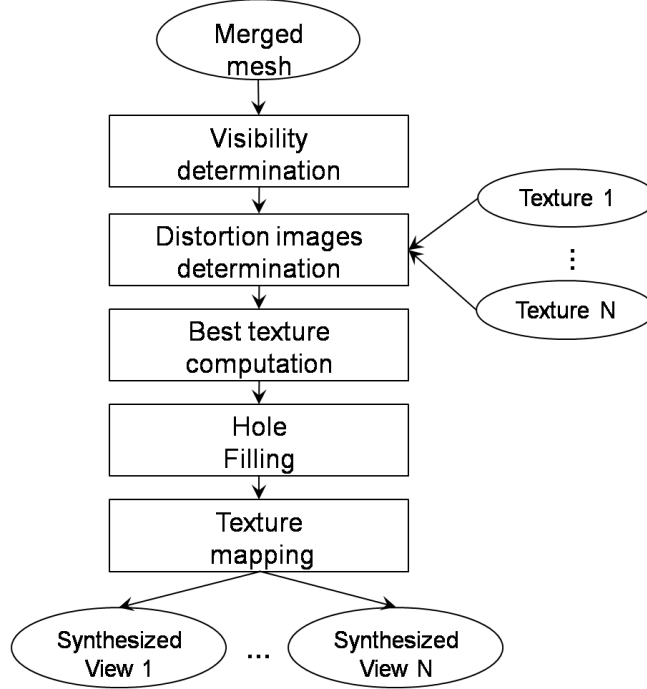 Merged
mesh
Visibility
determination
Distortion images
determination
Texture 1
⋮
Texture N
Best texture
computation
Hole
Filling
Texture
mapping
Synthesized
View 1
...
Synthesized
View N